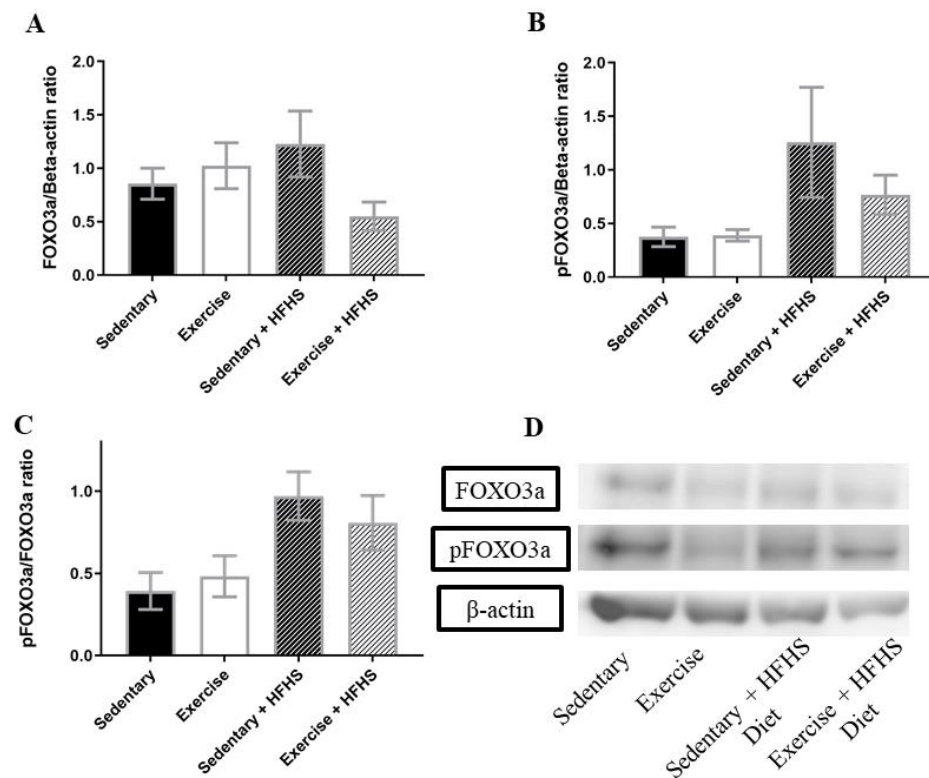 A
FOXO3a/Beta-actin ratio
2.0
1.5
1.0
0.5
0.0
Sedentary
Exercise
Sedentary + HFHS
Exercise + HFHS
B
pFOXO3a/Beta-actin ratio
2.0
1.5
1.0
0.5
0.0
Sedentary
Exercise
Sedentary + HFHS
Exercise + HFHS
C
pFOXO3a/FOXO3a ratio
1.0
0.5
0.0
Sedentary
Exercise
Sedentary + HFHS
Exercise + HFHS
D
FOXO3a
pFOXO3a
β-actin
Sedentary
Exercise
Sedentary + HFHS
Diet
Exercise + HFHS
Diet